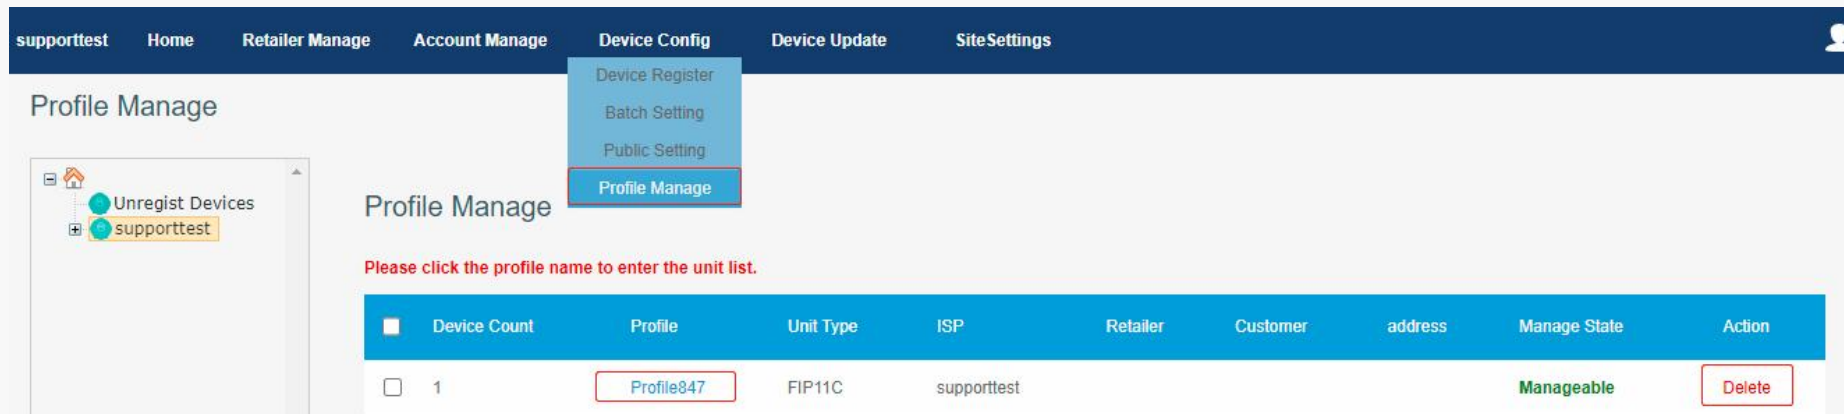 supporttest Home Retailer Manage Account Manage Device Config Device Update SiteSettings
Device Register
Batch Setting
Public Setting
Profile Manage
Profile Manage
Unregist Devices
supporttest
Profile Manage
Please click the profile name to enter the unit list.
Device Count Profile Unit Type ISP Retailer Customer address Manage State Action
1 Profile847 FIP11C supporttest Manageable Delete